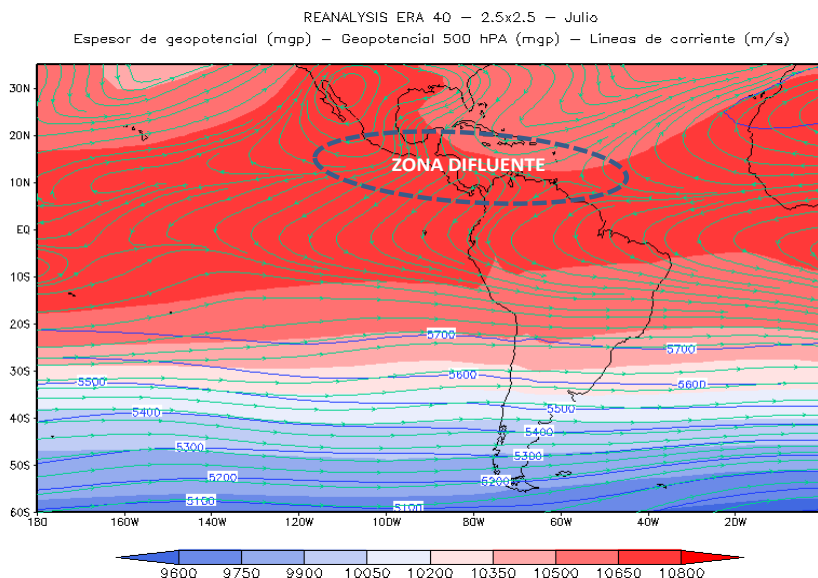 REANALYSIS ERA 40 – 2.5x2.5 – Julio
Espesor de geopotencial (mgp) – Geopotencial 500 hPa (mgp) – Lineas de corriente (m/s)
30N
20N
ZONA DIFLUENTE
10N
EQ
10S
20S
5700
5700
30S
5500
5600
5600
5400
5500
40S
5400
5300
5300
50S
5200
5200
5100
5100
60S
180 160W 140W 120W 100W 80W 60W 40W 20W
9600 9750 9900 10050 10200 10350 10500 10650 10800